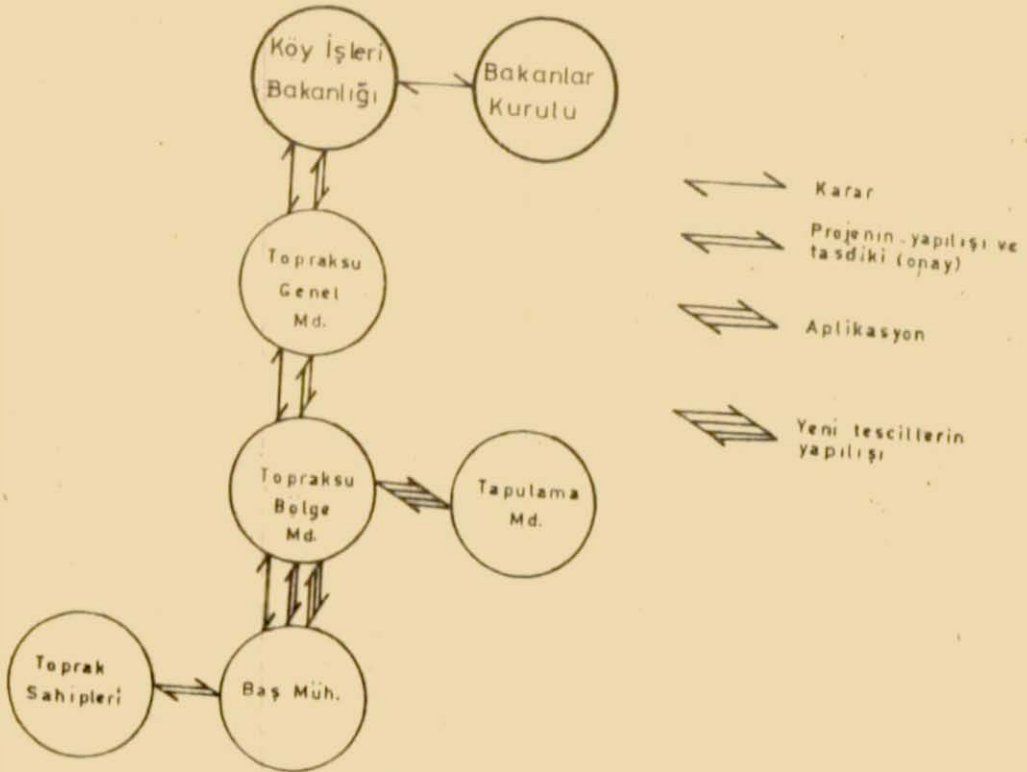 Köy İşleri
Bakanlığı
Bakanlar
Kurulu
Karar
Projenin yapılışı ve
tasdiki (onay)
Topraksu
Genel
Md.
Aplikasyon
Yeni tescillerin
yapılışı
Topraksu
Bölge
Md.
Tapulama
Md.
Toprak
Sahipleri
Baş Müh.